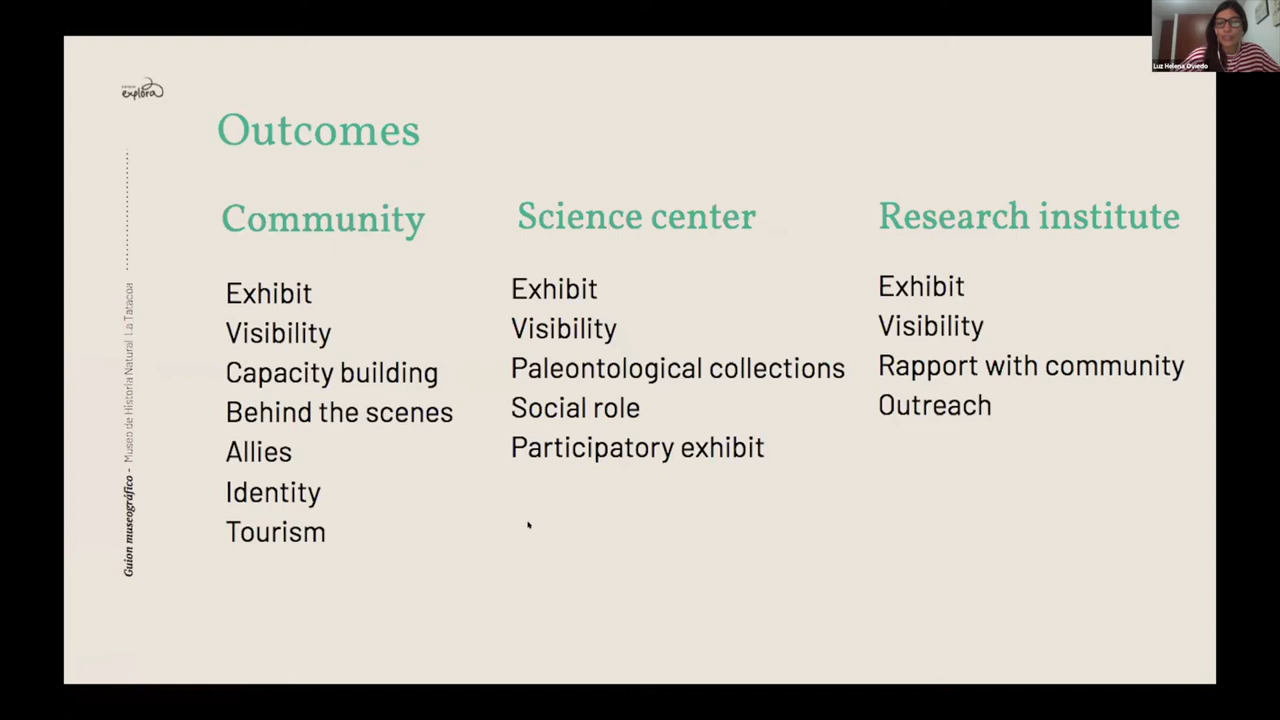 Luz Helena Oviedo
parque
explora
Outcomes
Community
Exhibit
Visibility
Capacity building
Behind the scenes
Allies
Identity
Tourism
Science center
Exhibit
Visibility
Paleontological collections
Social role
Participatory exhibit
Research institute
Exhibit
Visibility
Rapport with community
Outreach
Guion museográfico - Museo de Historia Natural La Tatacoa